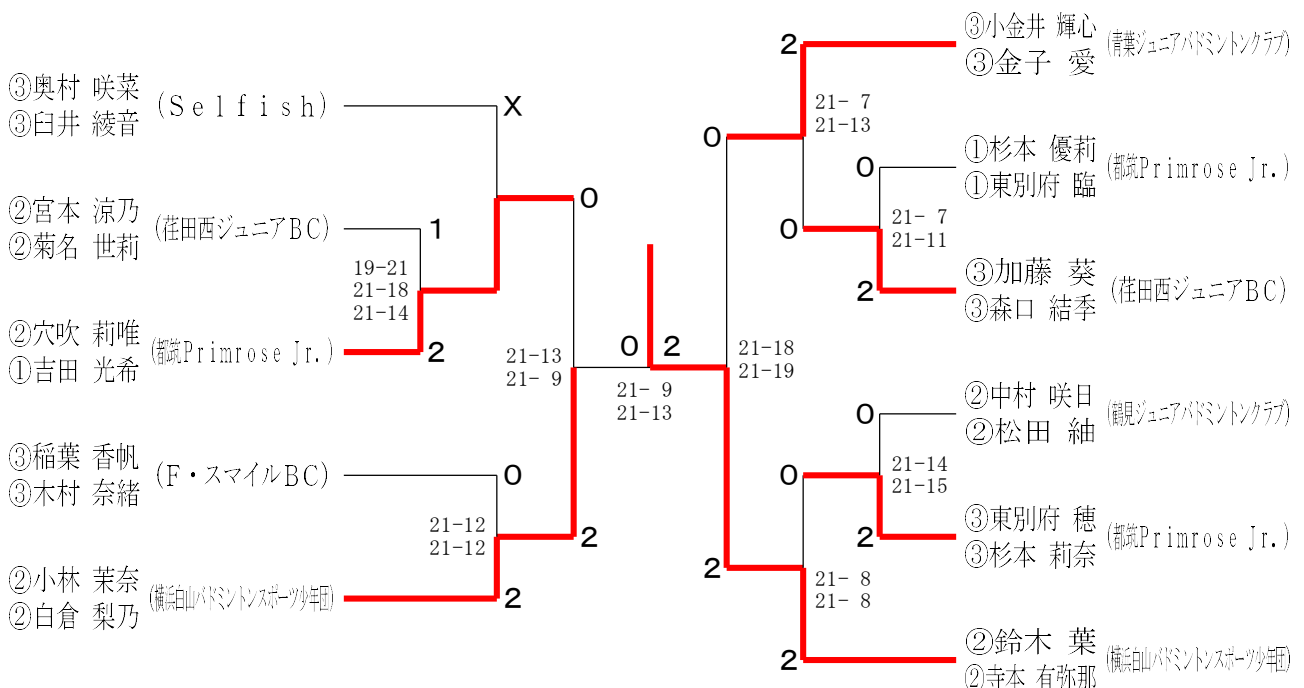 ③奥村 咲菜
③臼井 綾音
(Selfish)
X
②宮本 涼乃
②菊名 世莉
(荏田西ジュニアBC)
1
19-21
21-18
21-14
②穴吹 莉唯
①吉田 光希
(都筑Primrose Jr.)
2
0
21-13
21- 9
③稲葉 香帆
③木村 奈緒
(F・スマイルBC)
0
21-12
21-12
2
②小林 茉奈
②白倉 梨乃
(横浜白山バドミントンスポーツ少年団)
2
0 2
21- 9
21-13
③小金井 輝心
③金子 愛
(青葉ジュニアバドミントンクラブ)
2
21- 7
21-13
0
①杉本 優莉
①東別府 臨
(都筑Primrose Jr.)
0
21- 7
21-11
0
③加藤 葵
③森口 結季
(荏田西ジュニアBC)
2
21-18
21-19
②中村 咲日
②松田 紬
(鶴見ジュニアバドミントンクラブ)
0
21-14
21-15
0
③東別府 穂
③杉本 莉奈
(都筑Primrose Jr.)
2
2
21- 8
21- 8
②鈴木 葉
②寺本 有弥那
(横浜白山バドミントンスポーツ少年団)
2